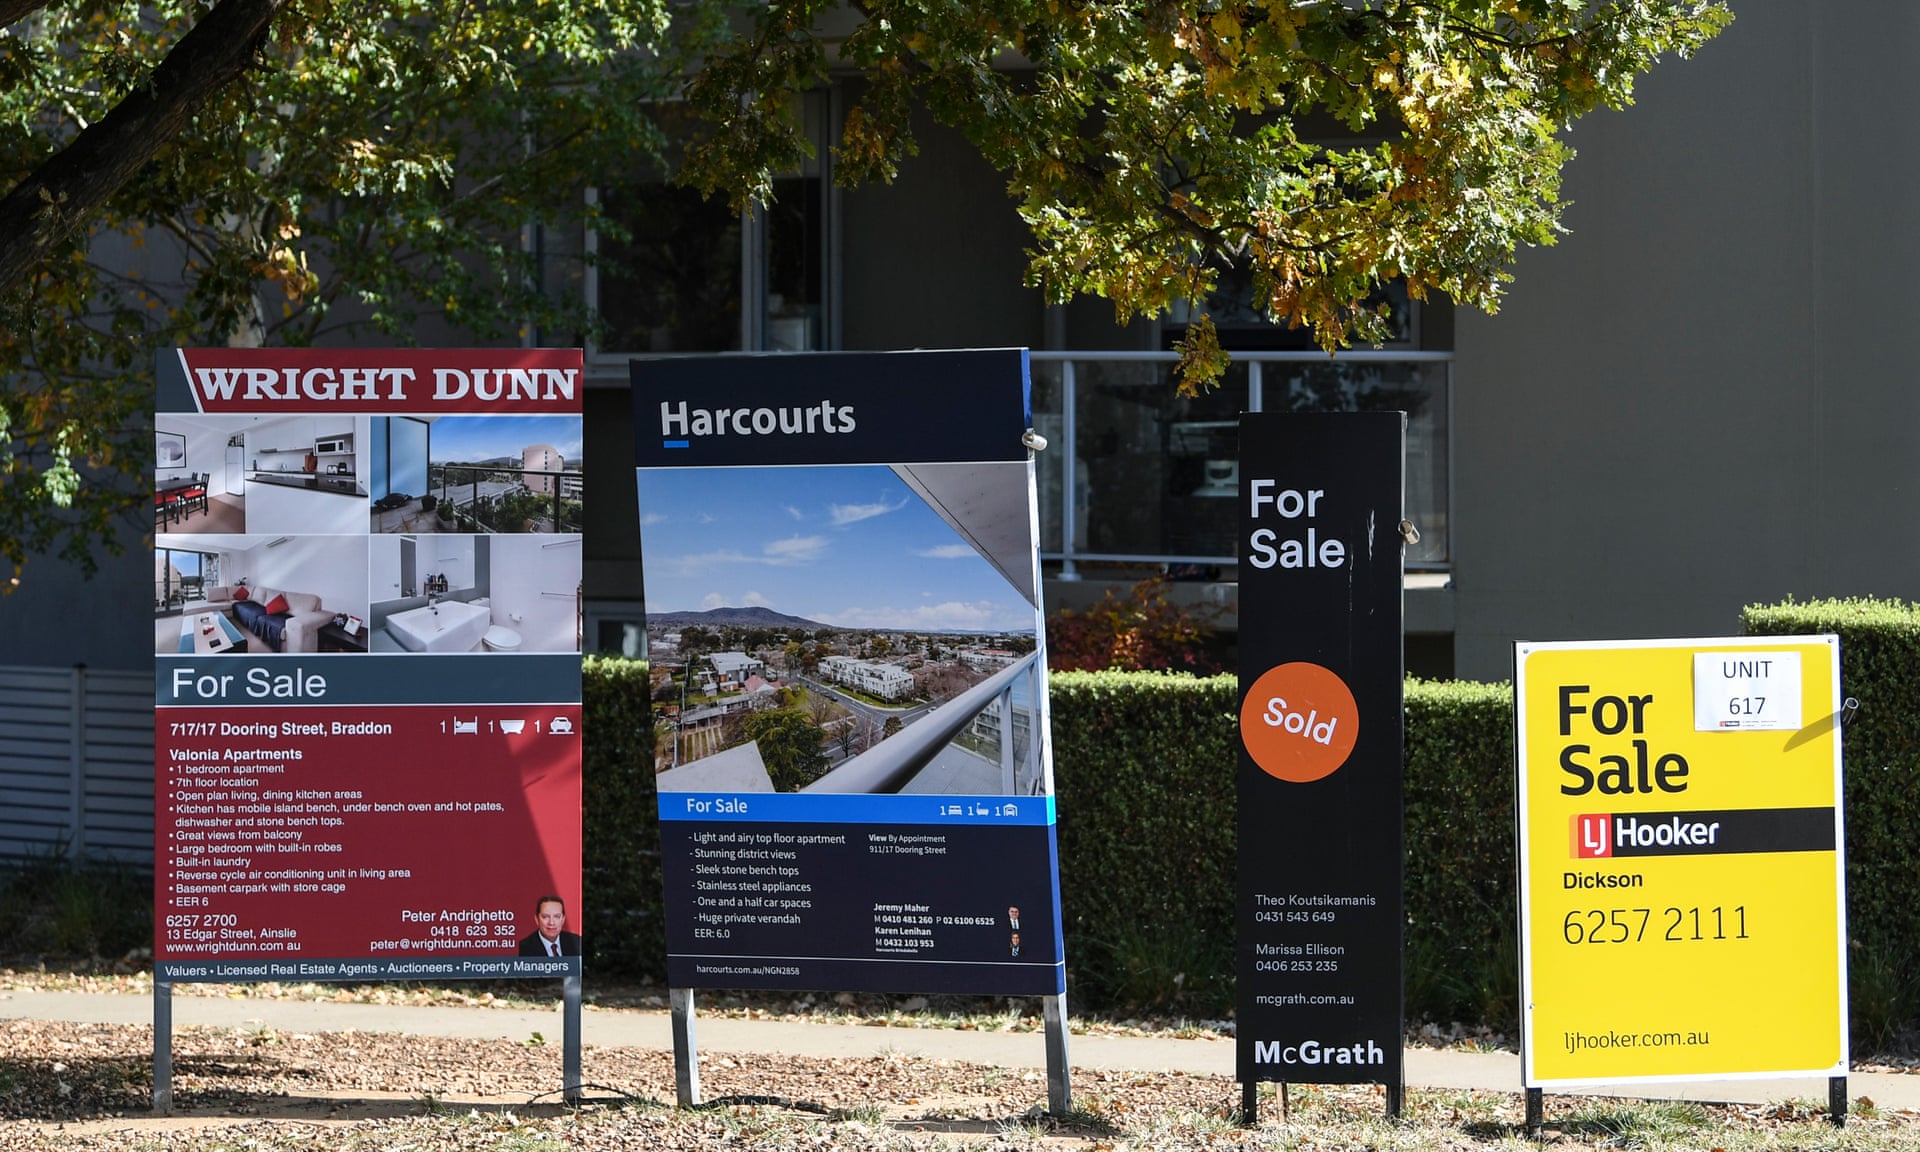 WRIGHT DUNN
For Sale
717/17 Dooring Street, Braddon
1 1 1
Valonia Apartments
• 1 bedroom apartment
• 7th floor location
• Open plan living, dining kitchen areas
• Kitchen has mobile island bench, under bench oven and hot pates,
dishwasher and stone bench tops.
• Great views from balcony
• Large bedroom with built-in robes
• Built-in laundry
• Reverse cycle air conditioning unit in living area
• Basement carpark with store cage
• EER 6
6257 2700
13 Edgar Street, Ainslie
www.wrightdunn.com.au
Peter Andrighetto
0418 623 352
peter@wrightdunn.com.au
Valuers • Licensed Real Estate Agents • Auctioneers • Property Managers
Harcourts
For Sale
1 1 1
- Light and airy top floor apartment
- Stunning district views
- Sleek stone bench tops
- Stainless steel appliances
- One and a half car spaces
- Huge private verandah
EER: 6.0
View By Appointment
911/17 Dooring Street
Jeremy Maher
M 0410 481 260 P 02 6100 6525
Karen Lenihan
M 0432 103 953
harcourts.com.au/NGN2858
For
Sale
Sold
Theo Koutsikamanis
0431 543 649
Marissa Ellison
0406 253 235
mcgrath.com.au
McGrath
UNIT
617
For
Sale
LJ Hooker
Dickson
6257 2111
ljhooker.com.au